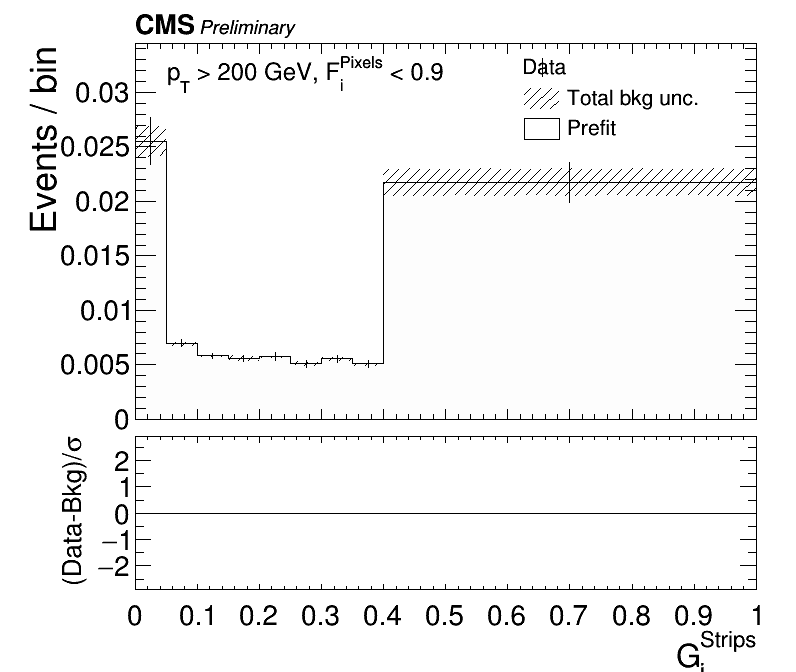 CMS Preliminary
p_T > 200 GeV, F_i^Pixels < 0.9
Data
Total bkg unc.
Prefit
Events / bin
0.03
0.025
0.02
0.015
0.01
0.005
0
(Data-Bkg)/σ
2
1
0
−1
−2
0 0.1 0.2 0.3 0.4 0.5 0.6 0.7 0.8 0.9 1
G_i^Strips